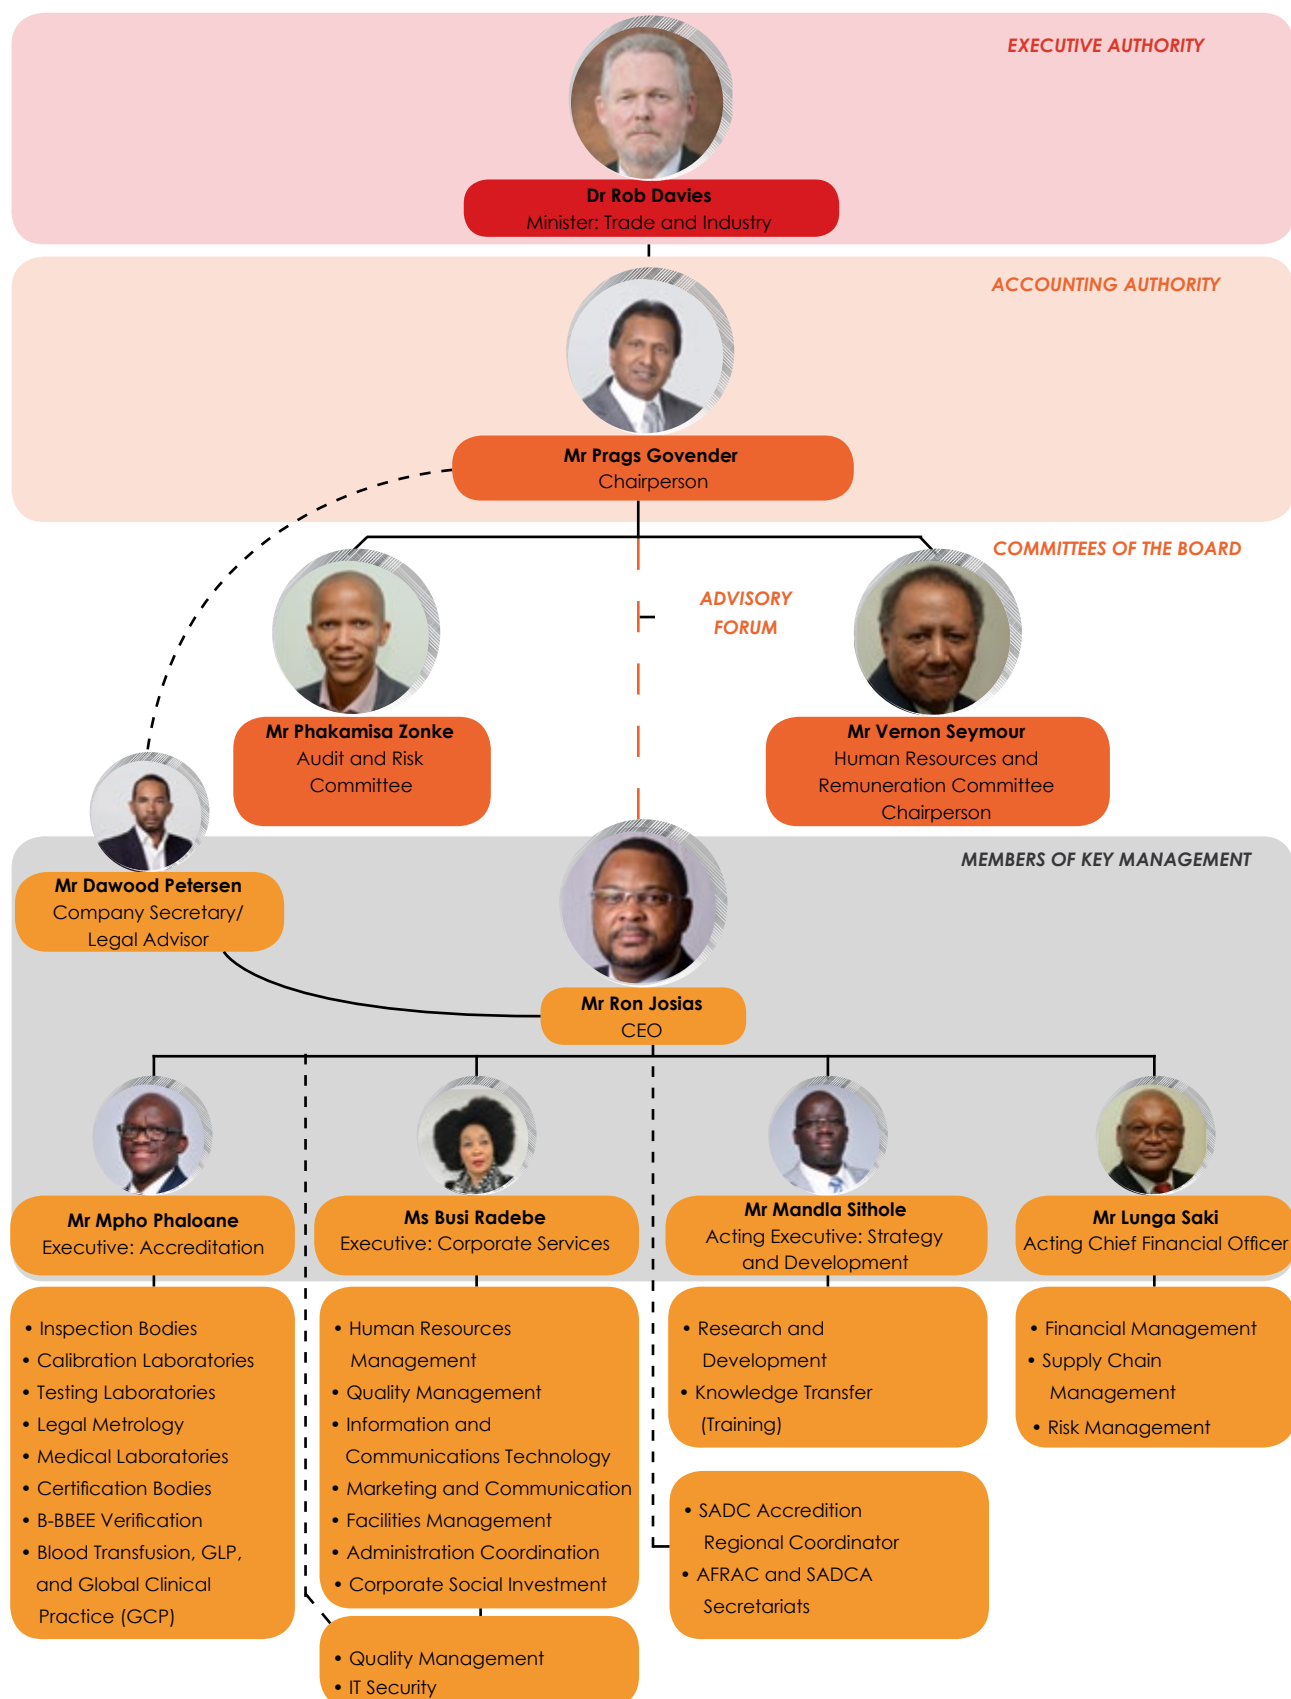 EXECUTIVE AUTHORITY
Dr Rob Davies
Minister: Trade and Industry
ACCOUNTING AUTHORITY
Mr Prags Govender
Chairperson
COMMITTEES OF THE BOARD
ADVISORY
FORUM
Mr Phakamisa Zonke
Audit and Risk
Committee
Mr Vernon Seymour
Human Resources and
Remuneration Committee
Chairperson
MEMBERS OF KEY MANAGEMENT
Mr Dawood Petersen
Company Secretary/
Legal Advisor
Mr Ron Josias
CEO
Mr Mpho Phaloane
Executive: Accreditation
Ms Busi Radebe
Executive: Corporate Services
Mr Mandla Sithole
Acting Executive: Strategy
and Development
Mr Lunga Saki
Acting Chief Financial Officer
• Inspection Bodies
• Calibration Laboratories
• Testing Laboratories
• Legal Metrology
• Medical Laboratories
• Certification Bodies
• B-BBEE Verification
• Blood Transfusion, GLP,
and Global Clinical
Practice (GCP)
• Human Resources
Management
• Quality Management
• Information and
Communications Technology
• Marketing and Communication
• Facilities Management
• Administration Coordination
• Corporate Social Investment
• Quality Management
• IT Security
• Research and
Development
• Knowledge Transfer
(Training)
• SADC Accredition
Regional Coordinator
• AFRAC and SADCA
Secretariats
• Financial Management
• Supply Chain
Management
• Risk Management